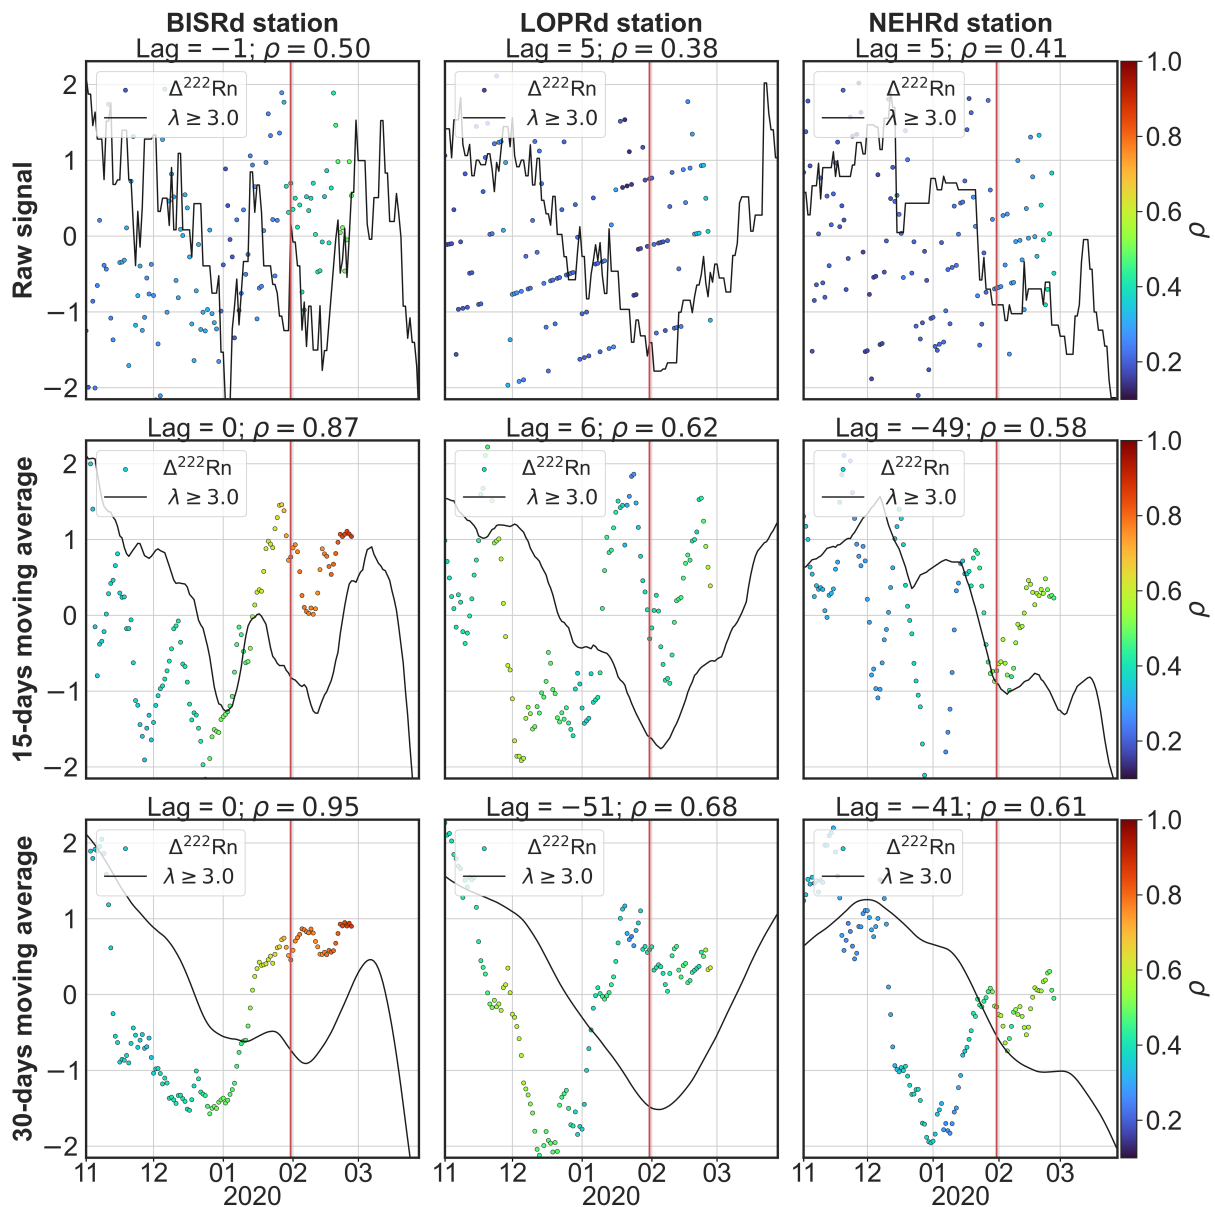 BISRd station LOPRd station NEHRd station
Lag = −1; ρ = 0.50 Lag = 5; ρ = 0.38 Lag = 5; ρ = 0.41
Raw signal
2
1
0
−1
−2
Δ²²²Rn
λ ≥ 3.0
Δ²²²Rn
λ ≥ 3.0
Δ²²²Rn
λ ≥ 3.0
1.0
0.8
0.6
0.4
0.2
ρ
Lag = 0; ρ = 0.87 Lag = 6; ρ = 0.62 Lag = −49; ρ = 0.58
15-days moving average
2
1
0
−1
−2
Δ²²²Rn
λ ≥ 3.0
Δ²²²Rn
λ ≥ 3.0
Δ²²²Rn
λ ≥ 3.0
1.0
0.8
0.6
0.4
0.2
ρ
Lag = 0; ρ = 0.95 Lag = −51; ρ = 0.68 Lag = −41; ρ = 0.61
30-days moving average
2
1
0
−1
−2
Δ²²²Rn
λ ≥ 3.0
Δ²²²Rn
λ ≥ 3.0
Δ²²²Rn
λ ≥ 3.0
1.0
0.8
0.6
0.4
0.2
ρ
11 12 01 02 03 11 12 01 02 03 11 12 01 02 03
2020 2020 2020